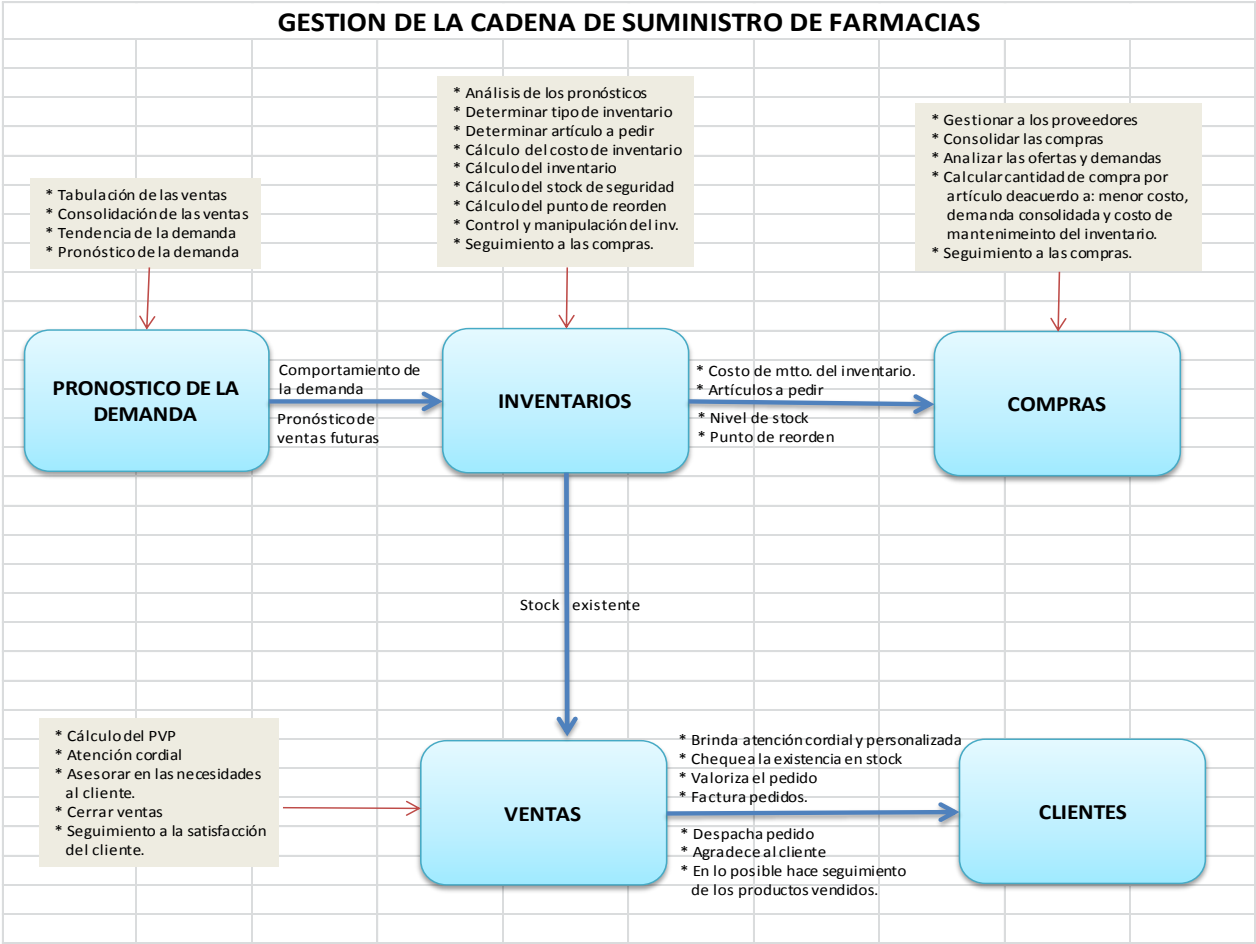 GESTION DE LA CADENA DE SUMINISTRO DE FARMACIAS
* Tabulación de las ventas
* Consolidación de las ventas
* Tendencia de la demanda
* Pronóstico de la demanda
* Análisis de los pronósticos
* Determinar tipo de inventario
* Determinar artículo a pedir
* Cálculo del costo de inventario
* Cálculo del inventario
* Cálculo del stock de seguridad
* Cálculo del punto de reorden
* Control y manipulación del inv.
* Seguimiento a las compras.
* Gestionar a los proveedores
* Consolidar las compras
* Analizar las ofertas y demandas
* Calcular cantidad de compra por
artículo deacuerdo a: menor costo,
demanda consolidada y costo de
mantenimeinto del inventario.
* Seguimiento a las compras.
PRONOSTICO DE LA
DEMANDA
Comportamiento de
la demanda
Pronóstico de
ventas futuras
INVENTARIOS
* Costo de mtto. del inventario.
* Artículos a pedir
* Nivel de stock
* Punto de reorden
COMPRAS
Stock existente
* Cálculo del PVP
* Atención cordial
* Asesorar en las necesidades
al cliente.
* Cerrar ventas
* Seguimiento a la satisfacción
del cliente.
VENTAS
* Brinda atención cordial y personalizada
* Chequea la existencia en stock
* Valoriza el pedido
* Factura pedidos.
* Despacha pedido
* Agradece al cliente
* En lo posible hace seguimiento
de los productos vendidos.
CLIENTES